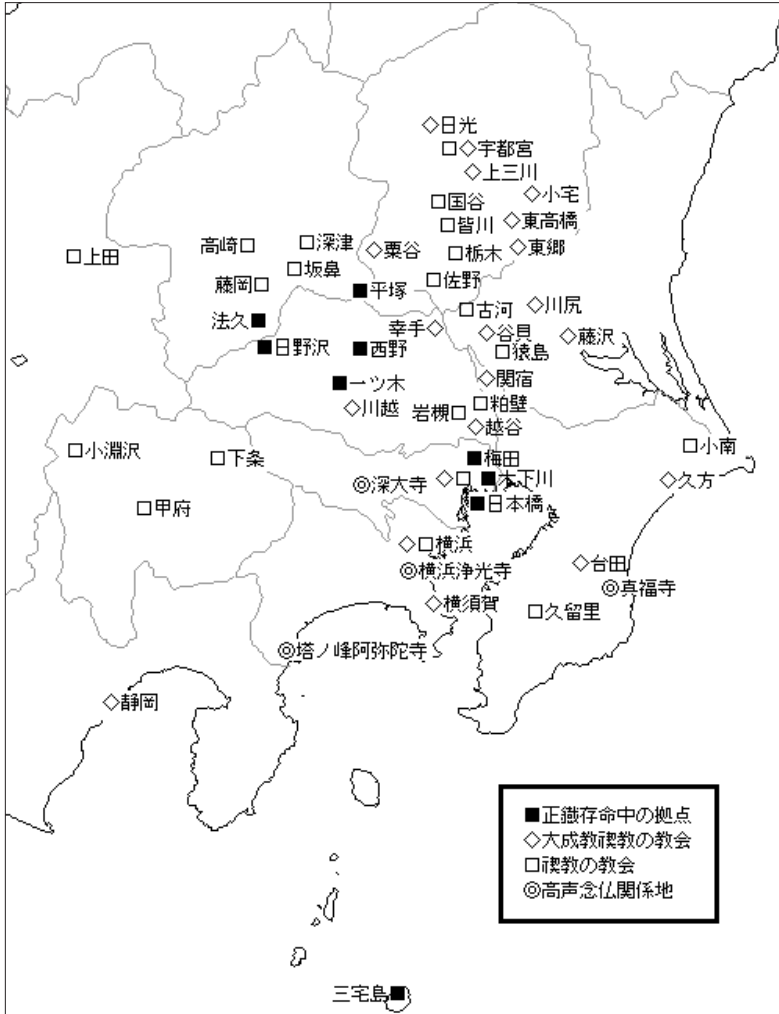 ◇日光
□◇宇都宮
◇上三川
◇小宅
□国谷
◇東高橋
□皆川
高崎□
□深津
◇粟谷
□栃木
◇東郷
□上田
□坂鼻
藤岡□
□佐野
■平塚
□古河
◇川尻
法久■
幸手◇
◇谷貝
◇藤沢
■日野沢
■西野
□猿島
■一ツ木
◇関宿
◇川越
岩槻□
□粕壁
◇越谷
□小淵沢
□下条
■梅田
□小南
◎深大寺
◇□
■木下川
◇久方
□甲府
■日本橋
◇□横浜
◎横浜浄光寺
◇台田
◎真福寺
◇横須賀
□久留里
◎塔ノ峰阿弥陀寺
◇静岡
■正鐵存命中の拠点
◇大成教禊教の教会
□禊教の教会
◎高声念仏関係地
三宅島■